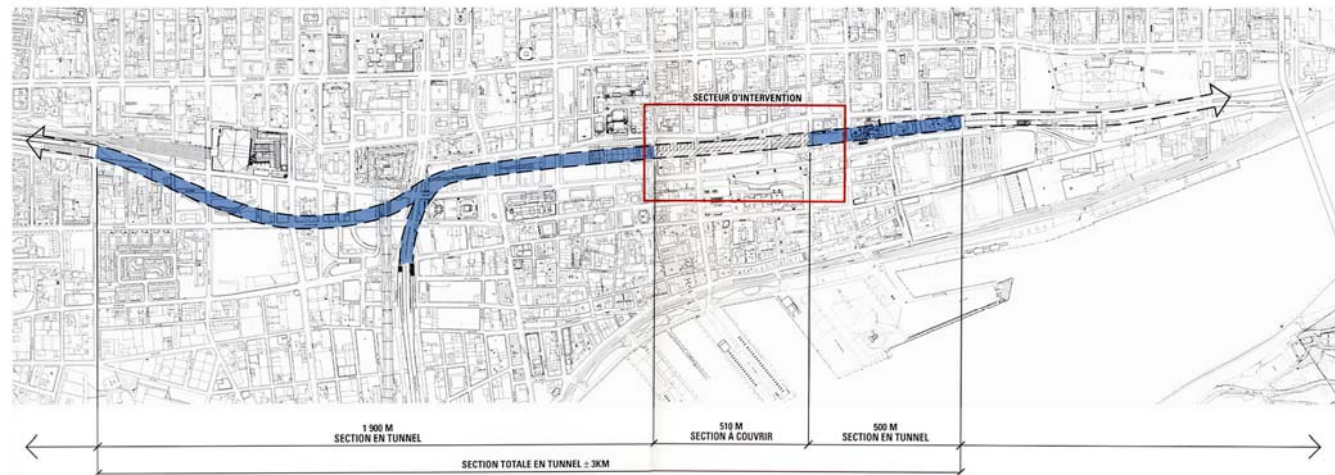 SECTEUR D'INTERVENTION
1 900 M
SECTION EN TUNNEL
510 M
SECTION À COUVRIR
500 M
SECTION EN TUNNEL
SECTION TOTALE EN TUNNEL ± 3KM